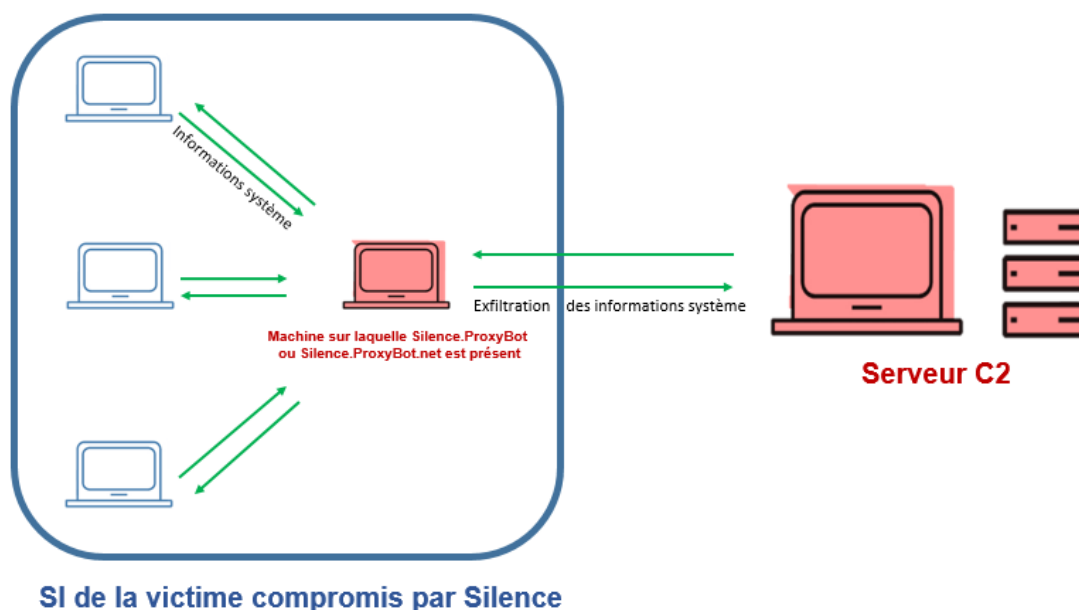 Informations système
Exfiltration des informations système
Machine sur laquelle Silence.ProxyBot
ou Silence.ProxyBot.net est présent
Serveur C2
SI de la victime compromis par Silence